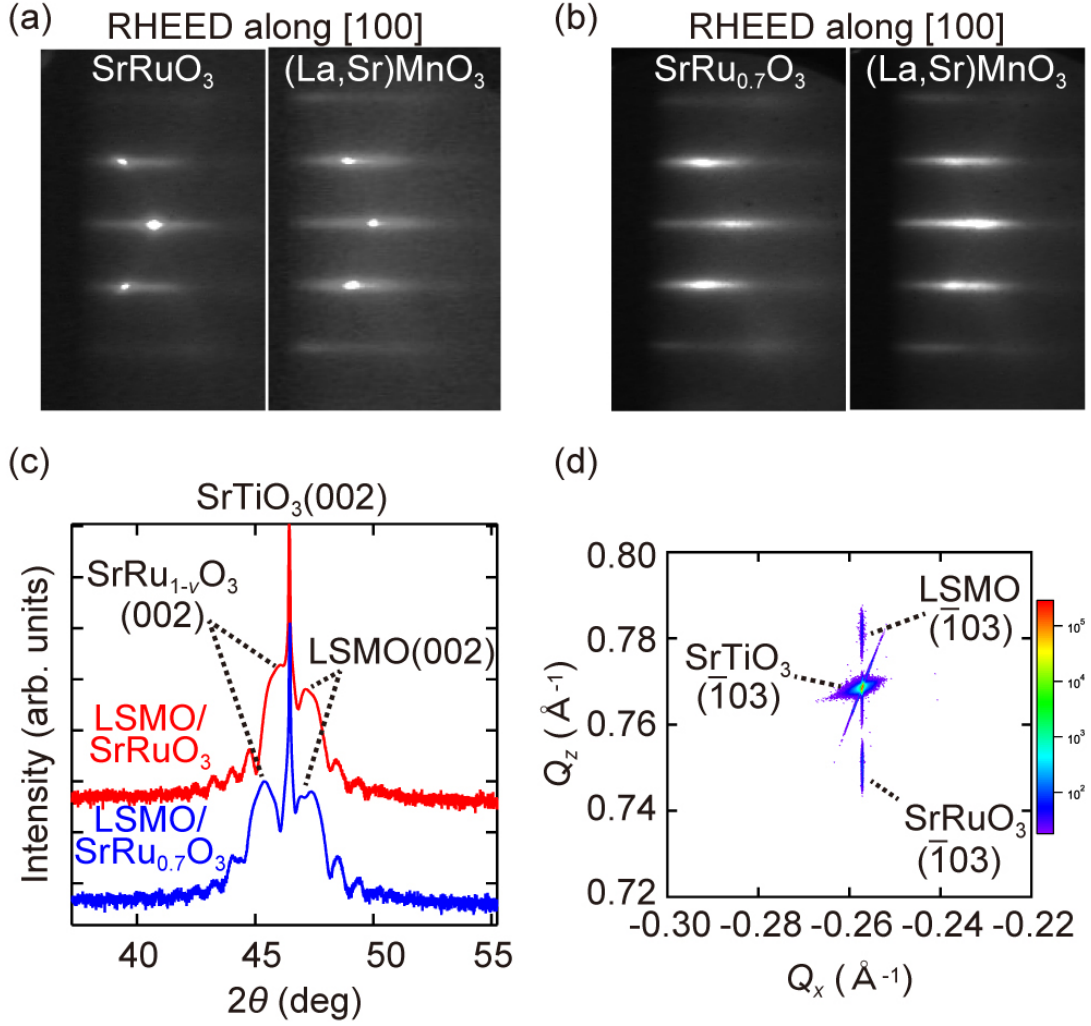 (a)
RHEED along [100]
SrRuO₃
(La,Sr)MnO₃
(b)
RHEED along [100]
SrRu₀.₇O₃
(La,Sr)MnO₃
(c)
SrTiO₃(002)
SrRu₁₋ᵥO₃
(002)
LSMO(002)
LSMO/
SrRuO₃
LSMO/
SrRu₀.₇O₃
Intensity (arb. units)
40
45
50
55
2θ (deg)
(d)
0.80
0.78
0.76
0.74
0.72
Q_z (Å⁻¹)
LSMO
(1̄03)
SrTiO₃
(1̄03)
SrRuO₃
(1̄03)
10⁵
10⁴
10³
10²
-0.30
-0.28
-0.26
-0.24
-0.22
Qₓ (Å⁻¹)